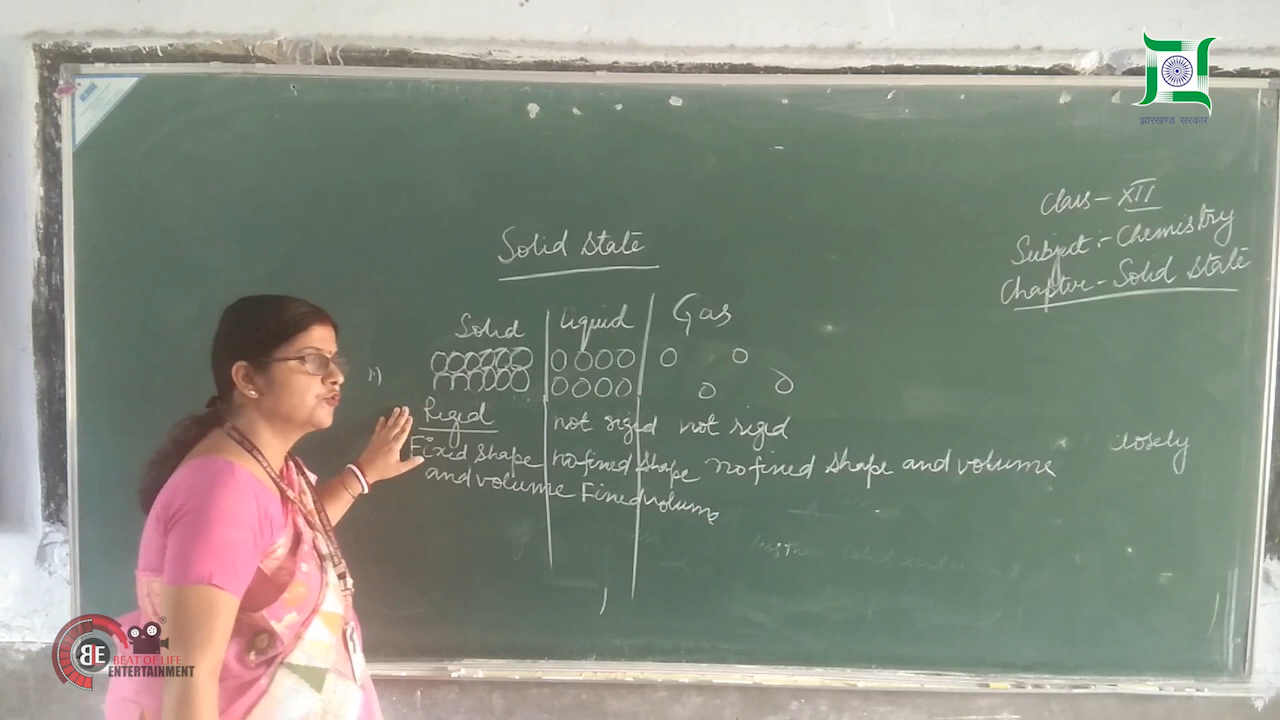 झारखण्ड सरकार
Class - XII
Subject :- Chemistry
Chapter - Solid State
Solid State
Solid liquid Gas
Rigid not rigid not rigid
Fixed shape no fixed shape no fixed shape and volume
and volume Fixed volume
closely
BE
BEAT OF LIFE
ENTERTAINMENT